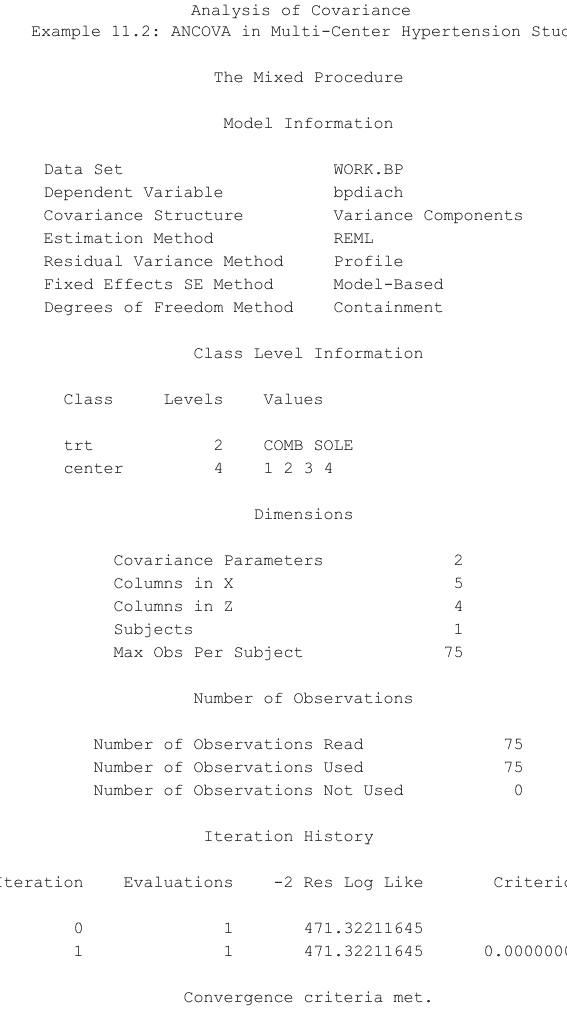 Analysis of Covariance
Example 11.2: ANCOVA in Multi-Center Hypertension
The Mixed Procedure
Model Information
Data Set WORK.BP
Dependent Variable bpdiach
Covariance Structure Variance Components
Estimation Method REML
Residual Variance Method Profile
Fixed Effects SE Method Model-Based
Degrees of Freedom Method Containment
Class Level Information
Class Levels Values
trt 2 COMB SOLE
center 4 1 2 3 4
Dimensions
Covariance Parameters 2
Columns in X 5
Columns in Z 4
Subjects 1
Max Obs Per Subject 75
Number of Observations
Number of Observations Read 75
Number of Observations Used 75
Number of Observations Not Used 0
Iteration History
Iteration Evaluations -2 Res Log Like
0 1 471.32211645
1 1 471.32211645 0.0000000
Convergence criteria met.